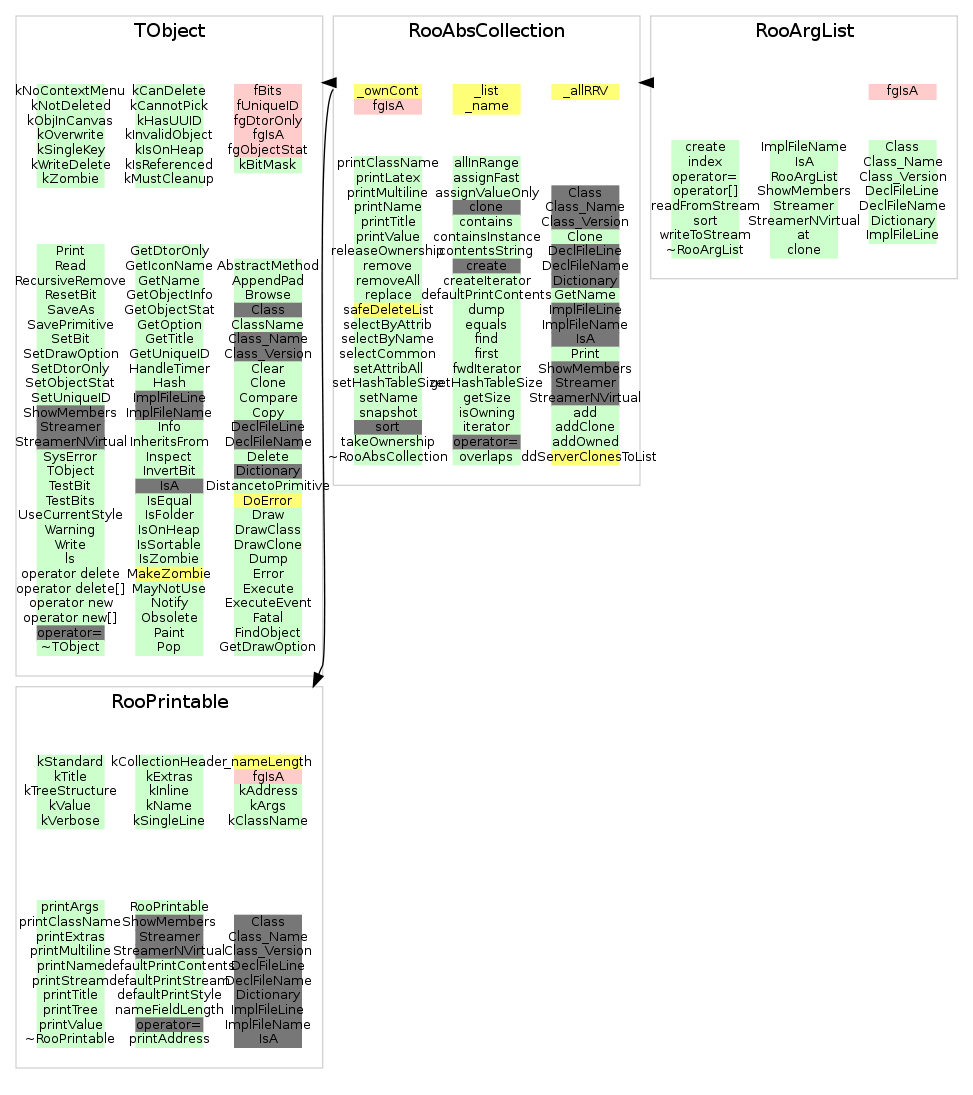 TObject
kNoContextMenu kCanDelete fBits
kNotDeleted kCannotPick fUniqueID
kObjInCanvas kHasUUID fgDtorOnly
kOverwrite kInvalidObject fgIsA
kSingleKey kIsOnHeap fgObjectStat
kWriteDelete kIsReferenced kBitMask
kZombie kMustCleanup
Print GetDtorOnly
Read GetIconName AbstractMethod
RecursiveRemove GetName AppendPad
ResetBit GetObjectInfo Browse
SaveAs GetObjectStat Class
SavePrimitive GetOption ClassName
SetBit GetTitle Class_Name
SetDrawOption GetUniqueID Class_Version
SetDtorOnly HandleTimer Clear
SetObjectStat Hash Clone
SetUniqueID ImplFileLine Compare
ShowMembers ImplFileName Copy
Streamer Info DeclFileLine
StreamerNVirtual InheritsFrom DeclFileName
SysError Inspect Delete
TObject InvertBit Dictionary
TestBit IsA DistancetoPrimitive
TestBits IsEqual DoError
UseCurrentStyle IsFolder Draw
Warning IsOnHeap DrawClass
Write IsSortable DrawClone
ls IsZombie Dump
operator delete MakeZombie Error
operator delete[] MayNotUse Execute
operator new Notify ExecuteEvent
operator new[] Obsolete Fatal
operator= Paint FindObject
~TObject Pop GetDrawOption
RooAbsCollection
_ownCont _list _allRRV
fgIsA _name
printClassName allInRange
printLatex assignFast
printMultiline assignValueOnly Class
printName clone Class_Name
printTitle contains Class_Version
printValue containsInstance Clone
releaseOwnership contentsString DeclFileLine
remove create DeclFileName
removeAll createIterator Dictionary
replace defaultPrintContents GetName
safeDeleteList dump ImplFileLine
selectByAttrib equals ImplFileName
selectByName find IsA
selectCommon first Print
setAttribAll fwdIterator ShowMembers
setHashTableSize getHashTableSize Streamer
setName getSize StreamerNVirtual
snapshot isOwning add
sort iterator addClone
takeOwnership operator= addOwned
~RooAbsCollection overlaps ddServerClonesToList
RooArgList
fgIsA
create ImplFileName Class
index IsA Class_Name
operator= RooArgList Class_Version
operator[] ShowMembers DeclFileLine
readFromStream Streamer DeclFileName
sort StreamerNVirtual Dictionary
writeToStream at ImplFileLine
~RooArgList clone
RooPrintable
kStandard kCollectionHeader _nameLength
kTitle kExtras fgIsA
kTreeStructure kInline kAddress
kValue kName kArgs
kVerbose kSingleLine kClassName
printArgs RooPrintable
printClassName ShowMembers Class
printExtras Streamer Class_Name
printMultiline StreamerNVirtual Class_Version
printName defaultPrintContents DeclFileLine
printStream defaultPrintStream DeclFileName
printTitle defaultPrintStyle Dictionary
printTree nameFieldLength ImplFileLine
printValue operator= ImplFileName
~RooPrintable printAddress IsA